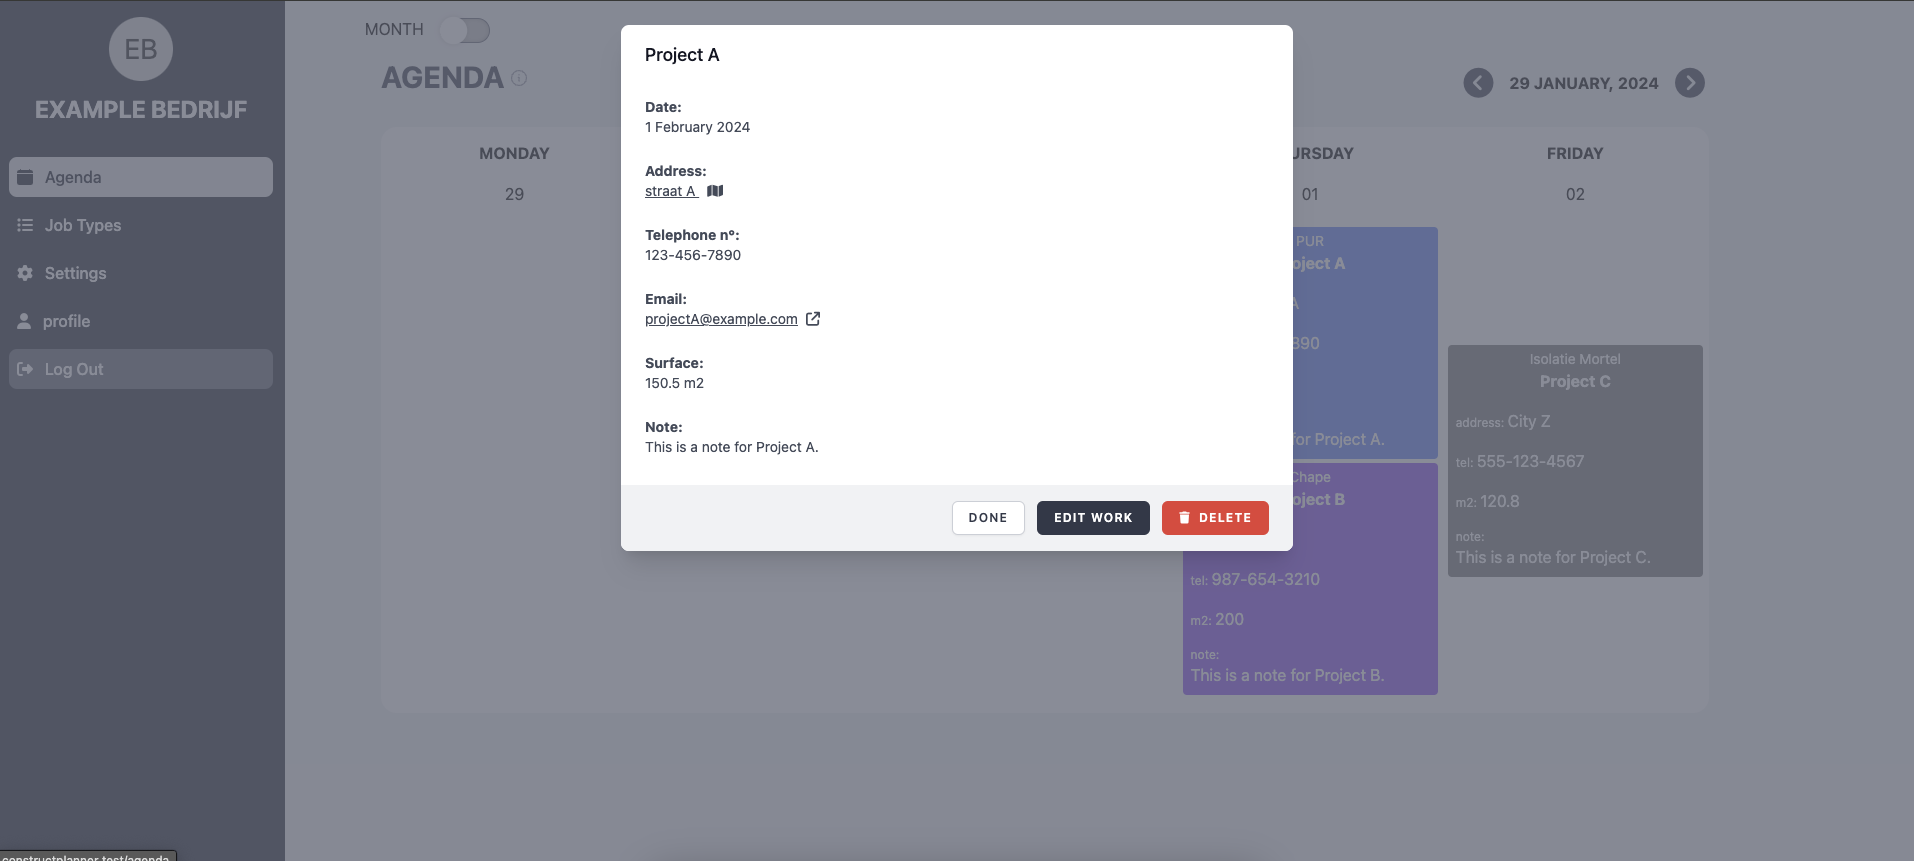 EB
EXAMPLE BEDRIJF
Agenda
Job Types
Settings
profile
Log Out
MONTH
AGENDA
29 JANUARY, 2024
MONDAY
29
URSDAY
01
FRIDAY
02
PUR
oject A
A
890
for Project A.
Chape
oject B
tel: 987-654-3210
m2: 200
note:
This is a note for Project B.
Isolatie Mortel
Project C
address: City Z
tel: 555-123-4567
m2: 120.8
note:
This is a note for Project C.
Project A
Date:
1 February 2024
Address:
straat A
Telephone n°:
123-456-7890
Email:
projectA@example.com
Surface:
150.5 m2
Note:
This is a note for Project A.
DONE
EDIT WORK
DELETE
constructplanner.test/agenda